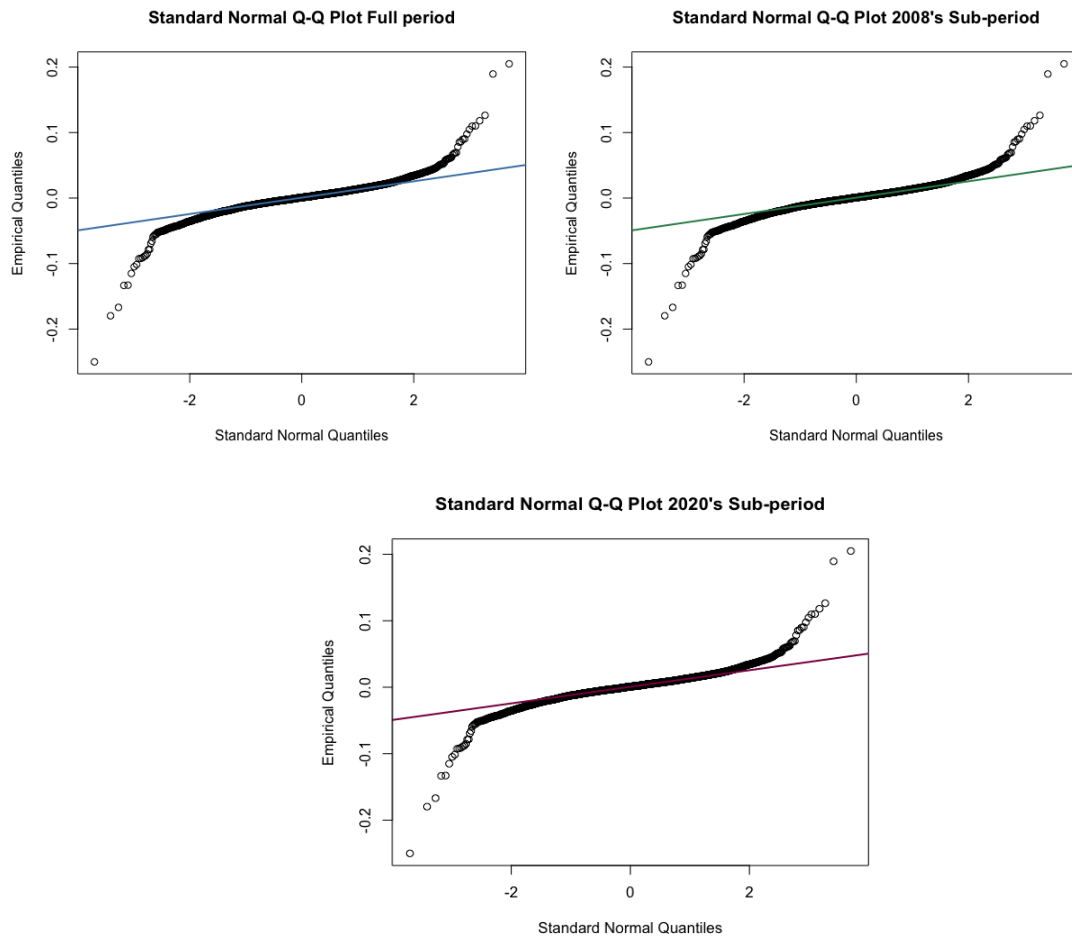 Standard Normal Q-Q Plot Full period
Empirical Quantiles
0.2
0.1
0.0
-0.1
-0.2
-2
0
2
Standard Normal Quantiles
Standard Normal Q-Q Plot 2008's Sub-period
Empirical Quantiles
0.2
0.1
0.0
-0.1
-0.2
-2
0
2
Standard Normal Quantiles
Standard Normal Q-Q Plot 2020's Sub-period
Empirical Quantiles
0.2
0.1
0.0
-0.1
-0.2
-2
0
2
Standard Normal Quantiles